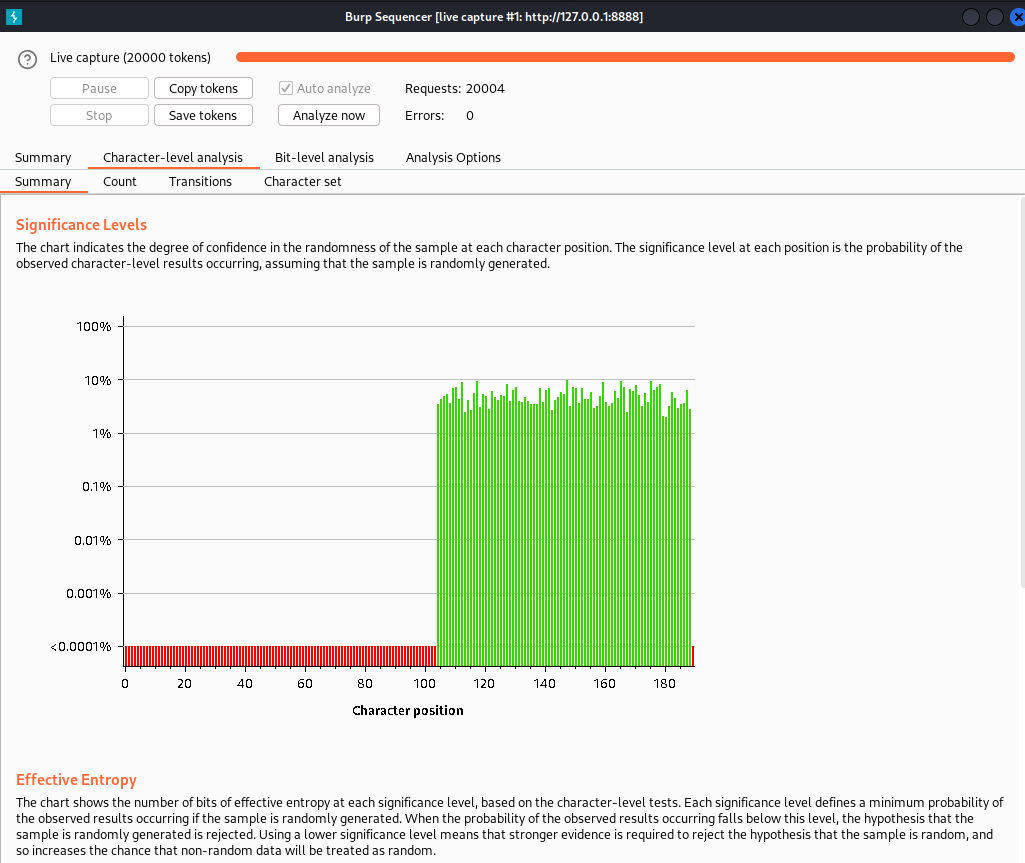 Burp Sequencer [live capture #1: http://127.0.0.1:8888]
Live capture (20000 tokens)
Pause
Copy tokens
Auto analyze
Requests: 20004
Stop
Save tokens
Analyze now
Errors: 0
Summary
Character-level analysis
Bit-level analysis
Analysis Options
Summary
Count
Transitions
Character set
Significance Levels
The chart indicates the degree of confidence in the randomness of the sample at each character position. The significance level at each position is the probability of the
observed character-level results occurring, assuming that the sample is randomly generated.
100%
10%
1%
0.1%
0.01%
0.001%
<0.0001%
0 20 40 60 80 100 120 140 160 180
Character position
Effective Entropy
The chart shows the number of bits of effective entropy at each significance level, based on the character-level tests. Each significance level defines a minimum probability of
the observed results occurring if the sample is randomly generated. When the probability of the observed results occurring falls below this level, the hypothesis that the
sample is randomly generated is rejected. Using a lower significance level means that stronger evidence is required to reject the hypothesis that the sample is random, and
so increases the chance that non-random data will be treated as random.